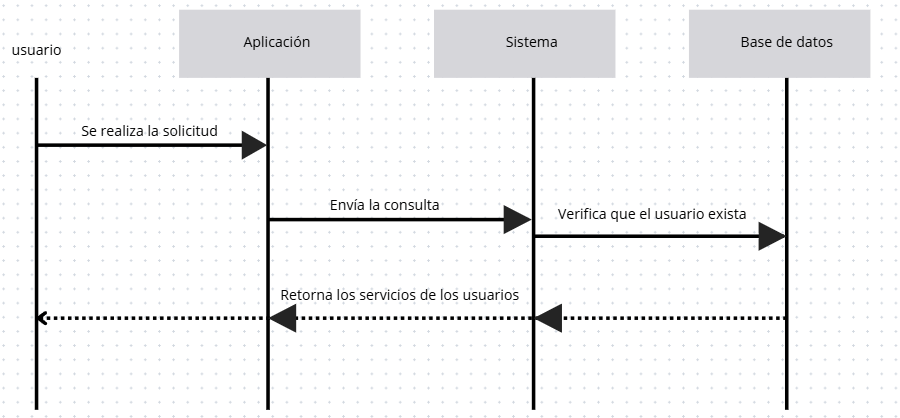 usuario
Aplicación
Sistema
Base de datos
Se realiza la solicitud
Envía la consulta
Verifica que el usuario exista
Retorna los servicios de los usuarios